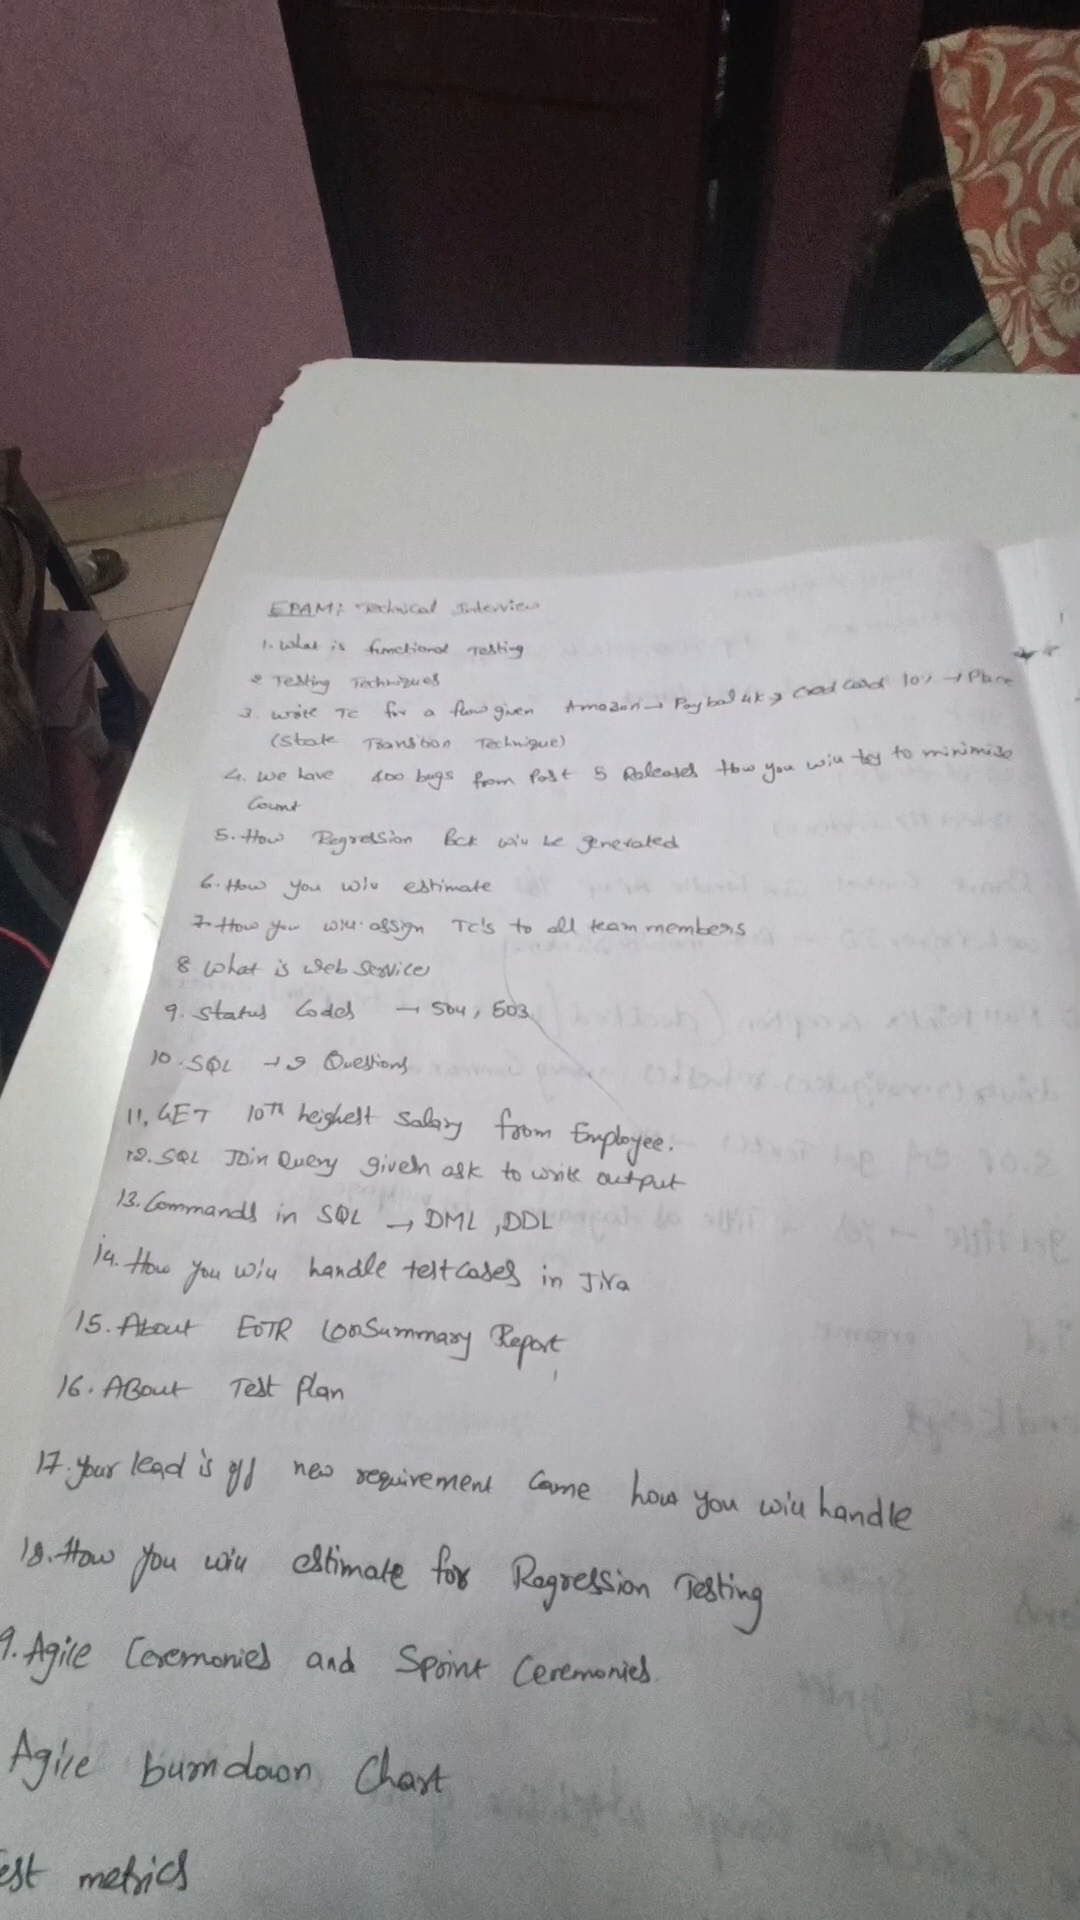 EPAM: Technical Interview
1. What is functional Testing
2 Testing Techniques
3. Write Tc for a flow given Amazon → Paybal 4k → Cred Card 10% → Place
(State Transition Technique)
4. We have 400 bugs from Past 5 Releases How you will try to minimise
Count
5. How Regression Pack will be generated
6. How you will estimate
7. How you will assign Tc's to all team members
8 What is Web Services
9. Status Codes → 504, 503
10. SQL → Questions
11. GET 10th heighest Salary from Employee.
12. SQL Join Query given ask to write output
13. Commands in SQL → DML, DDL
14. How you will handle testcases in Jira
15. About Summary Report
16. About Test Plan
17. Your lead is off new requirement Came how you will handle
18. How you will estimate for Regression Testing
9. Agile Ceremonies and Sprint Ceremonies
Agile burndown Chart
est metrics